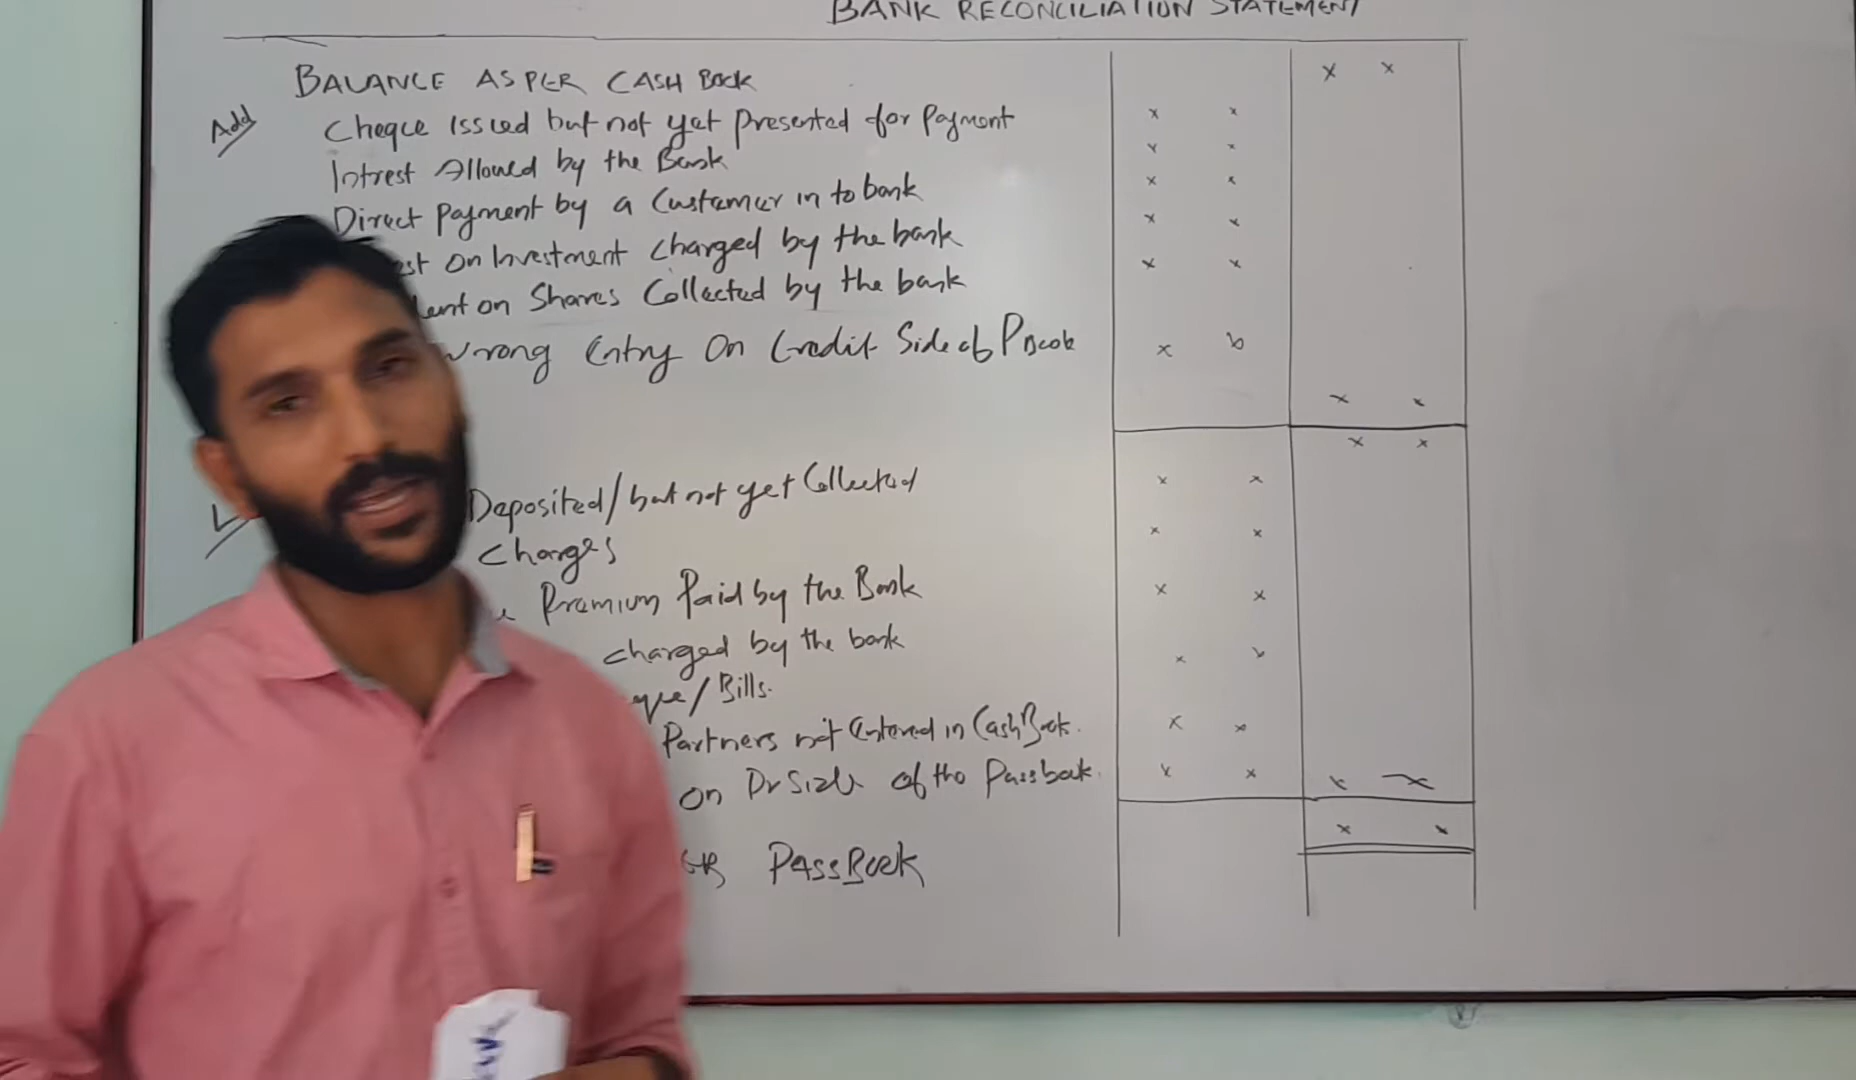 BANK RECONCILIATION STATEMENT
BALANCE AS PER CASH Book
Add
Cheqce Issued but not yet presented for Payment
Intrest Allowed by the Bank
Direct Payment by a Customer in to bank
est on Investment charged by the bank
on Shares Collected by the bank
Wrong Entry On Credit Side of PBook
Deposited/but not yet Collected
Charges
Premium Paid by the Bank
charged by the bank
que/Bills.
Partners not Entered in CashBook.
on Dr Side of the Passbook.
PASSBOOK